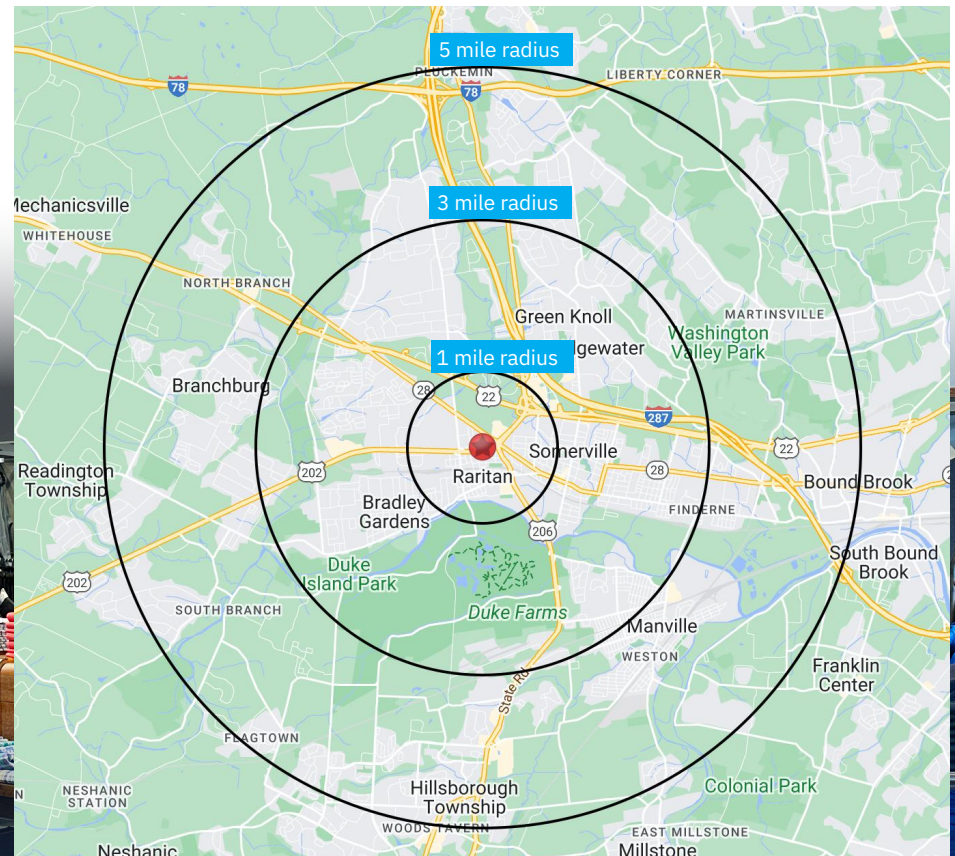 5 mile radius
PLUCKEMIN
LIBERTY CORNER
78
78
Mechanicsville
WHITEHOUSE
3 mile radius
NORTH BRANCH
Green Knoll
MARTINSVILLE
Washington
Valley Park
dgewater
1 mile radius
Branchburg
28
22
287
22
Somerville
202
Raritan
28
Readington
Township
Bound Brook
Bradley
Gardens
FINDERNE
206
South Bound
Brook
Duke
Island Park
202
SOUTH BRANCH
Duke Farms
Manville
WESTON
Franklin
Center
State Rd
FLAGTOWN
Hillsborough
Township
Colonial Park
NESHANIC
STATION
N
WOODS TAVERN
EAST MILLSTONE
Neshanic
Millstone